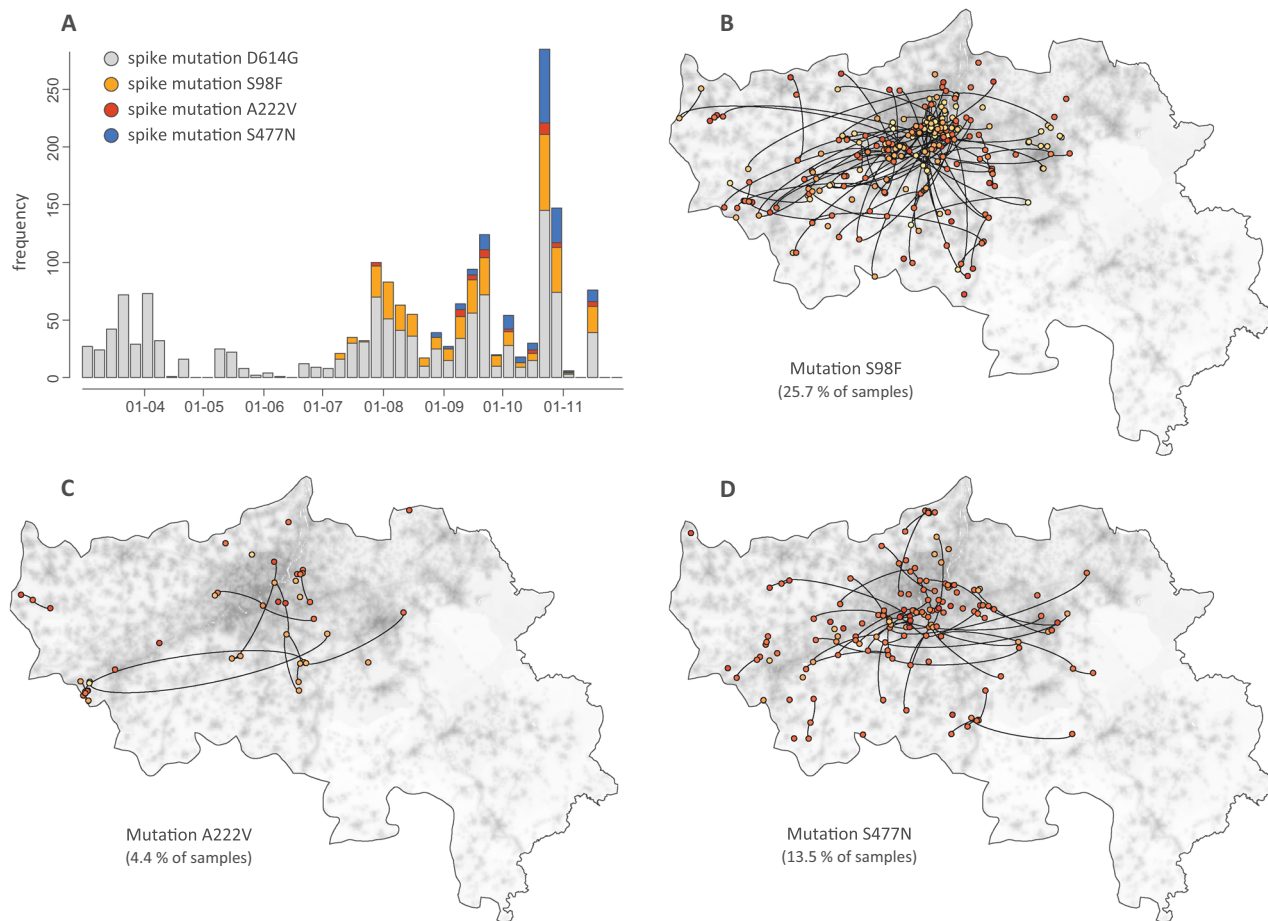 A
spike mutation D614G
spike mutation S98F
spike mutation A222V
spike mutation S477N
frequency
250
200
150
100
50
0
01-04 01-05 01-06 01-07 01-08 01-09 01-10 01-11
B
Mutation S98F
(25.7 % of samples)
C
Mutation A222V
(4.4 % of samples)
D
Mutation S477N
(13.5 % of samples)